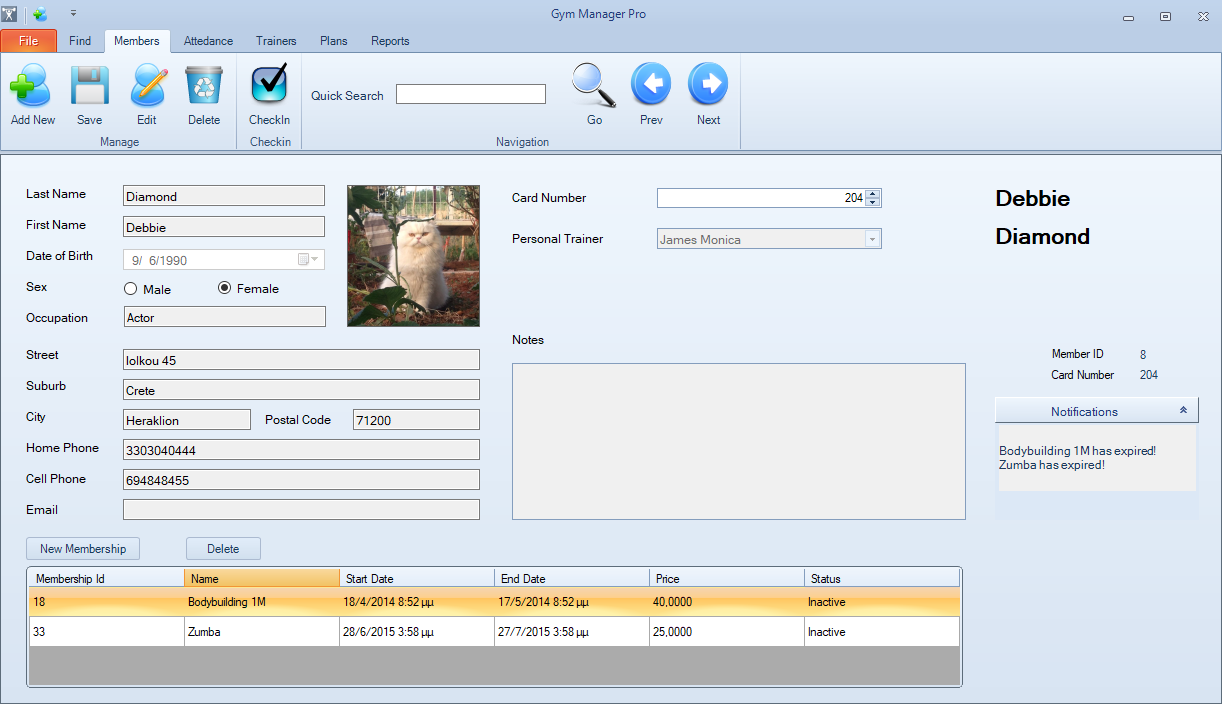 Gym Manager Pro
File Find Members Attedance Trainers Plans Reports
Add New Save Edit Delete CheckIn Quick Search Go Prev Next
Manage Checkin Navigation
Last Name Diamond
First Name Debbie
Date of Birth 9/ 6/1990
Sex Male Female
Occupation Actor
Street Iolkou 45
Suburb Crete
City Heraklion Postal Code 71200
Home Phone 3303040444
Cell Phone 694848455
Email
Card Number 204
Personal Trainer James Monica
Notes
Debbie
Diamond
Member ID 8
Card Number 204
Notifications
Bodybuilding 1M has expired!
Zumba has expired!
New Membership Delete
Membership Id Name Start Date End Date Price Status
18 Bodybuilding 1M 18/4/2014 8:52 μμ 17/5/2014 8:52 μμ 40,0000 Inactive
33 Zumba 28/6/2015 3:58 μμ 27/7/2015 3:58 μμ 25,0000 Inactive